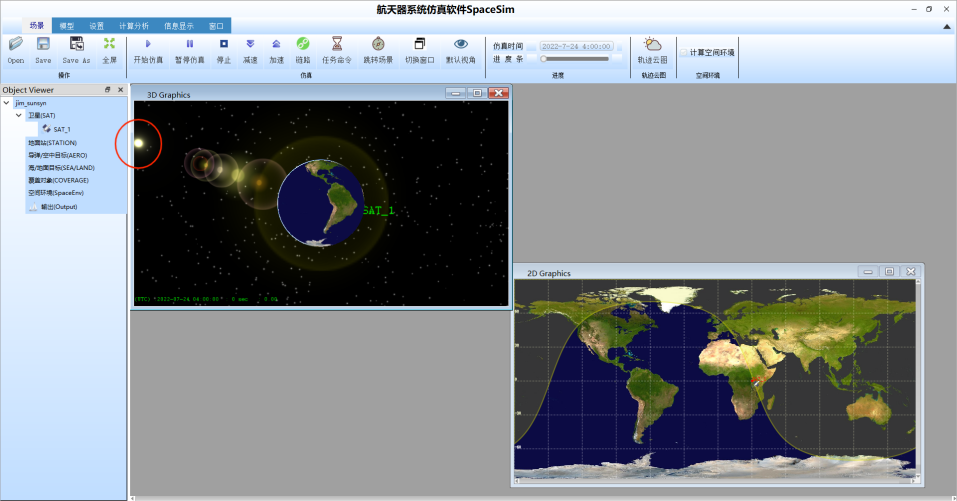 航天器系统仿真软件SpaceSim
场景 模型 设置 计算分析 信息显示 窗口
Open Save Save As 全屏
操作
开始仿真 暂停仿真 停止 减速 加速 链路 任务命令 跳转场景 切换窗口 默认视角
仿真
仿真时间 2022-7-24 4:00:00
进 度 条
进度
轨迹云图
轨迹云图
计算空间环境
空间环境
Object Viewer
jim_sunsyn
卫星(SAT)
SAT_1
地面站(STATION)
导弹/空中目标(AERO)
海/地面目标(SEA/LAND)
覆盖对象(COVERAGE)
空间环境(SpaceEnv)
输出(Output)
3D Graphics
SAT_1
(UTC) "2022-07-24 04:00:00" 0 sec 0.00
2D Graphics